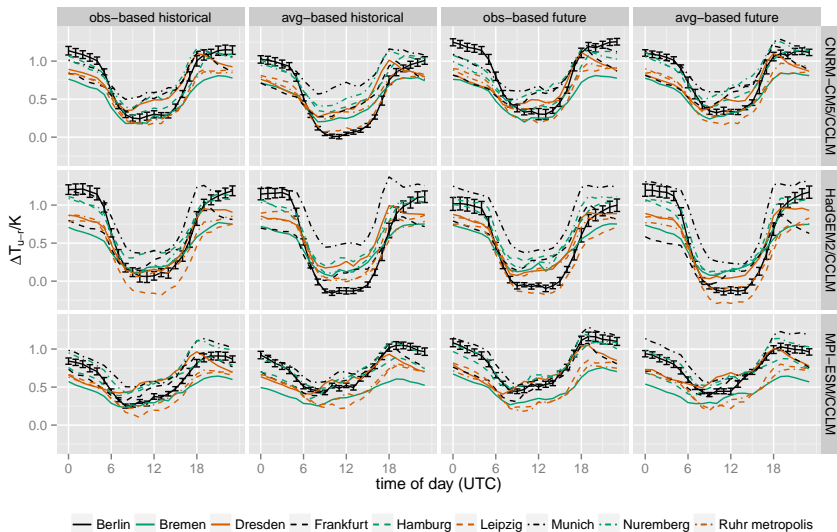 obs−based historical avg−based historical obs−based future avg−based future
1.0
0.5
0.0
CNRM−CM5/CCLM
1.0
0.5
0.0
HadGEM2/CCLM
1.0
0.5
0.0
MPI−ESM/CCLM
ΔTu−r/K
0 6 12 18 0 6 12 18 0 6 12 18 0 6 12 18
time of day (UTC)
Berlin Bremen Dresden Frankfurt Hamburg Leipzig Munich Nuremberg Ruhr metropolis